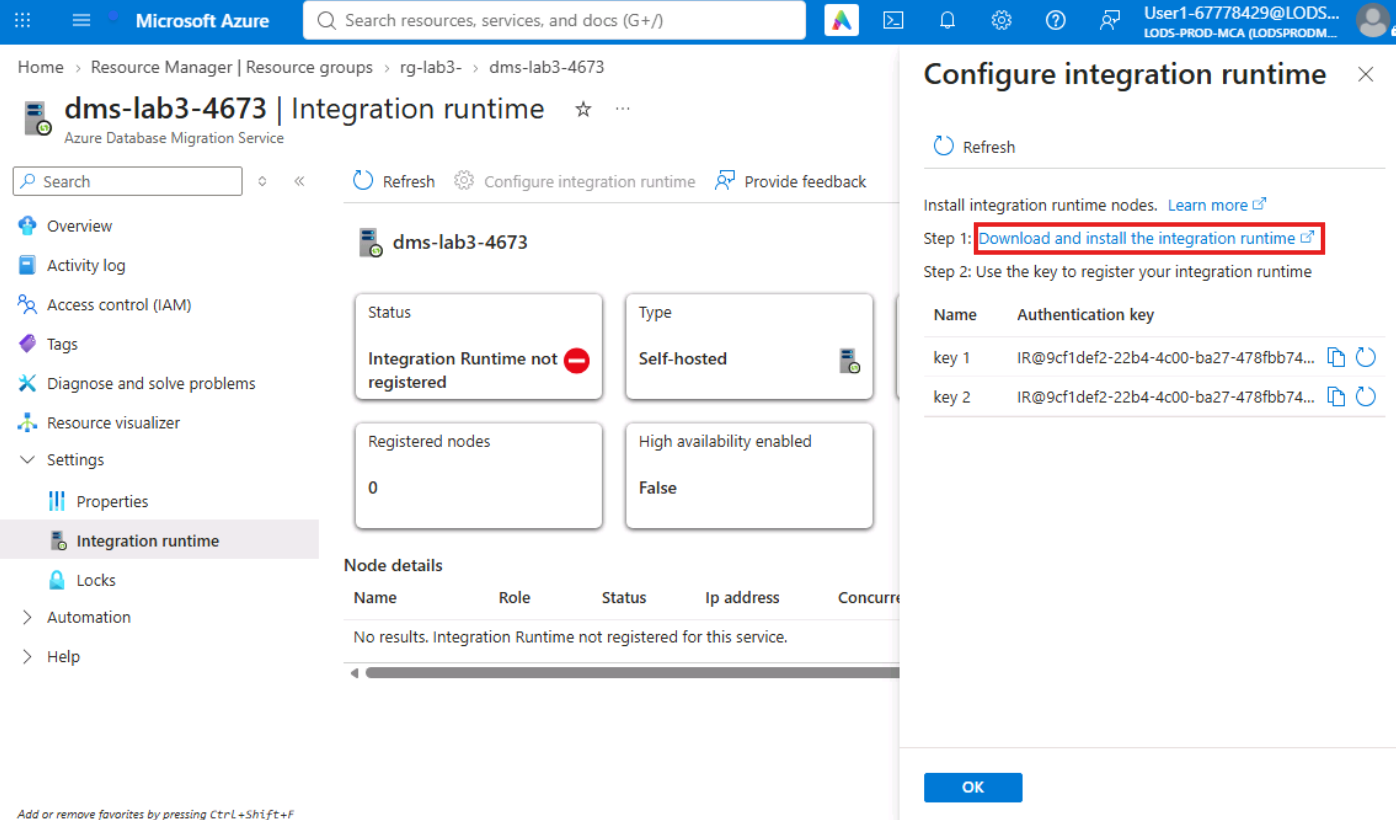 Microsoft Azure
Search resources, services, and docs (G+/)
User1-67778429@LODS...
LODS-PROD-MCA (LODSPRODM...
Home > Resource Manager | Resource groups > rg-lab3- > dms-lab3-4673
dms-lab3-4673 | Integration runtime
Azure Database Migration Service
Search
Overview
Activity log
Access control (IAM)
Tags
Diagnose and solve problems
Resource visualizer
Settings
Properties
Integration runtime
Locks
Automation
Help
Add or remove favorites by pressing Ctrl+Shift+F
Refresh
Configure integration runtime
Provide feedback
dms-lab3-4673
Status
Integration Runtime not
registered
Type
Self-hosted
Registered nodes
0
High availability enabled
False
Node details
Name Role Status Ip address Concurre
No results. Integration Runtime not registered for this service.
Configure integration runtime
Refresh
Install integration runtime nodes. Learn more
Step 1: Download and install the integration runtime
Step 2: Use the key to register your integration runtime
Name Authentication key
key 1 IR@9cf1def2-22b4-4c00-ba27-478fbb74...
key 2 IR@9cf1def2-22b4-4c00-ba27-478fbb74...
OK